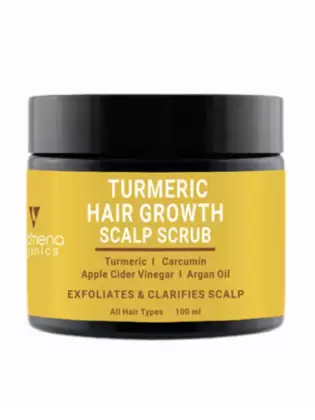 TURMERIC
HAIR GROWTH
SCALP SCRUB
Turmeric I Carcumin
Apple Cider Vinegar I Argan Oil
EXFOLIATES & CLARIFIES SCALP
All Hair Types 100 ml